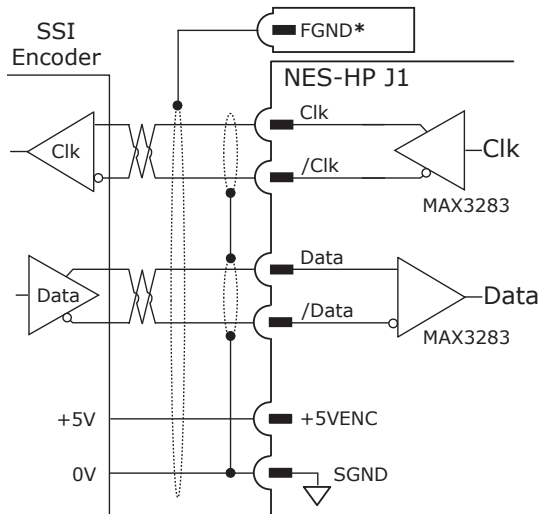 SSI
Encoder
FGND*
NES-HP J1
Clk
Clk
/Clk
Clk
MAX3283
Data
Data
/Data
Data
MAX3283
+5V
+5VENC
0V
SGND